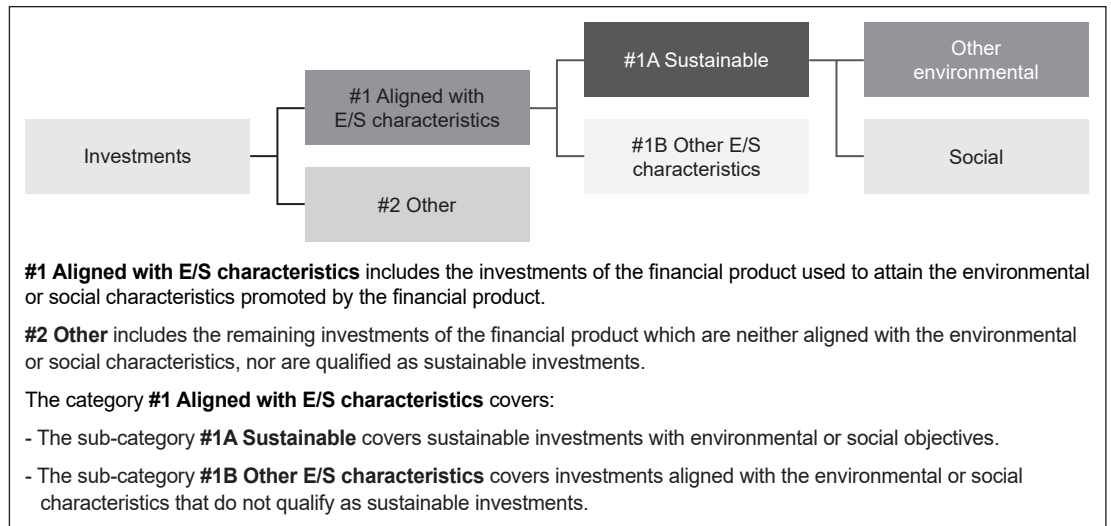 Investments
#1 Aligned with
E/S characteristics
#2 Other
#1A Sustainable
#1B Other E/S
characteristics
Other
environmental
Social
#1 Aligned with E/S characteristics includes the investments of the financial product used to attain the environmental
or social characteristics promoted by the financial product.
#2 Other includes the remaining investments of the financial product which are neither aligned with the environmental
or social characteristics, nor are qualified as sustainable investments.
The category #1 Aligned with E/S characteristics covers:
- The sub-category #1A Sustainable covers sustainable investments with environmental or social objectives.
- The sub-category #1B Other E/S characteristics covers investments aligned with the environmental or social
characteristics that do not qualify as sustainable investments.